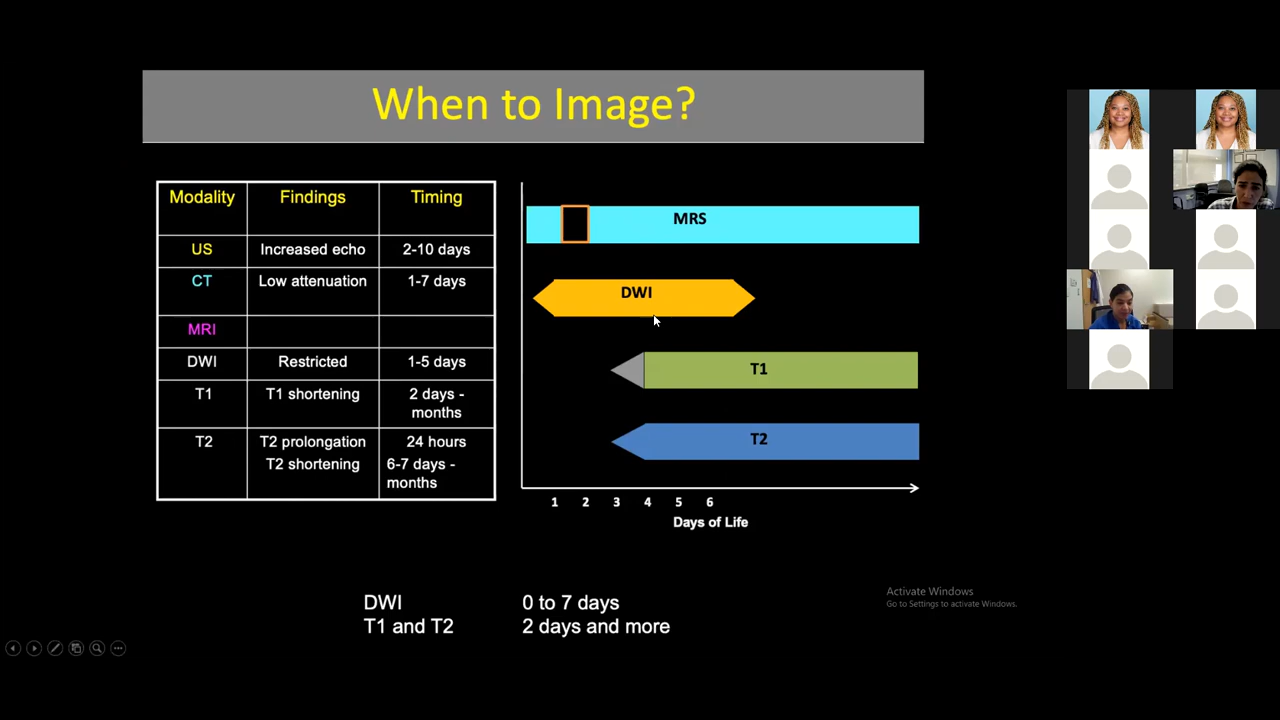 When to Image?
Modality Findings Timing
US Increased echo 2-10 days
CT Low attenuation 1-7 days
MRI
DWI Restricted 1-5 days
T1 T1 shortening 2 days -
months
T2 T2 prolongation 24 hours
T2 shortening 6-7 days -
months
MRS
DWI
T1
T2
1 2 3 4 5 6
Days of Life
DWI 0 to 7 days
T1 and T2 2 days and more
Activate Windows
Go to Settings to activate Windows.